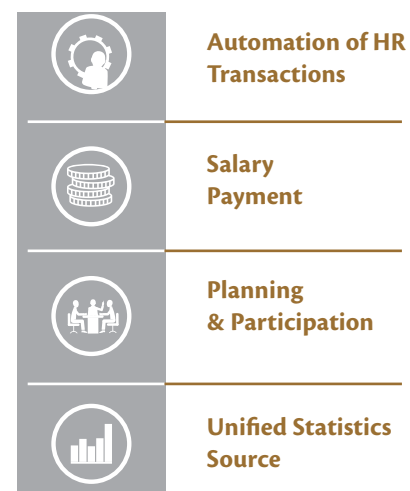 Automation of HR
Transactions
Salary
Payment
Planning
& Participation
Unified Statistics
Source